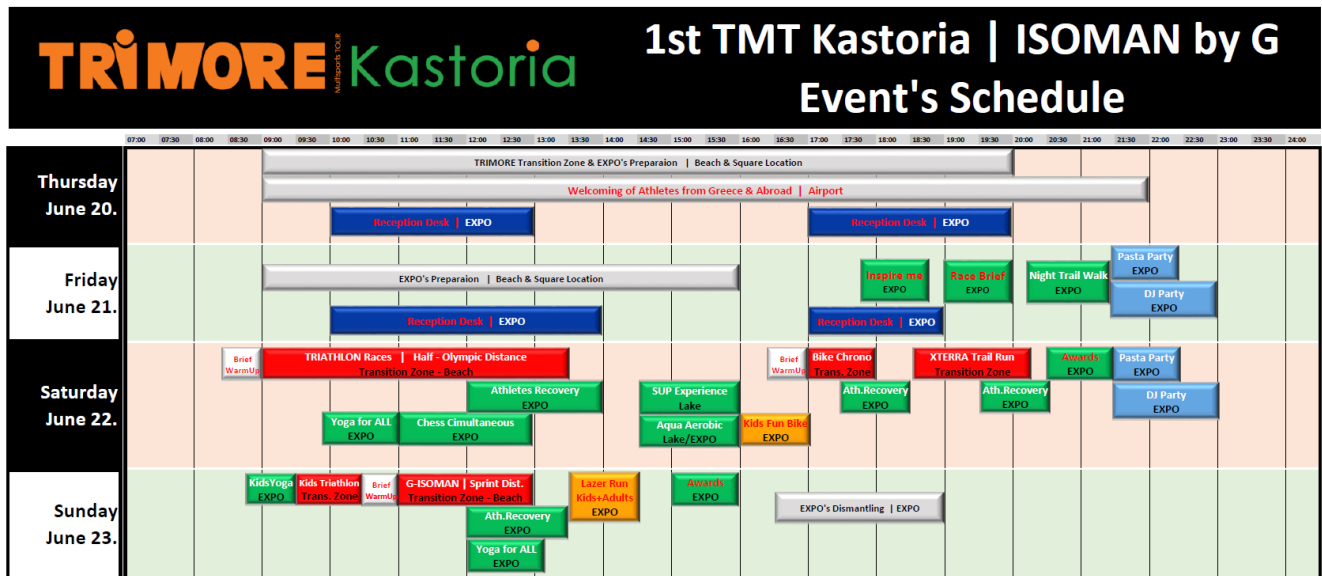 TRiMORE Multisports TOUR Kastoria
1st TMT Kastoria | ISOMAN by G
Event's Schedule
07:00 07:30 08:00 08:30 09:00 09:30 10:00 10:30 11:00 11:30 12:00 12:30 13:00 13:30 14:00 14:30 15:00 15:30 16:00 16:30 17:00 17:30 18:00 18:30 19:00 19:30 20:00 20:30 21:00 21:30 22:00 22:30 23:00 23:30 24:00
Thursday
June 20.
TRIMORE Transition Zone & EXPO's Preparaion | Beach & Square Location
Welcoming of Athletes from Greece & Abroad | Airport
Reception Desk | EXPO
Reception Desk | EXPO
Friday
June 21.
EXPO's Preparaion | Beach & Square Location
Reception Desk | EXPO
Reception Desk | EXPO
Inspire me
EXPO
Race Brief
EXPO
Night Trail Walk
EXPO
Pasta Party
EXPO
DJ Party
EXPO
Saturday
June 22.
Brief
WarmUp
TRIATHLON Races | Half - Olympic Distance
Transition Zone - Beach
Athletes Recovery
EXPO
Yoga for ALL
EXPO
Chess Cimultaneous
EXPO
SUP Experience
Lake
Aqua Aerobic
Lake/EXPO
Kids Fun Bike
EXPO
Brief
WarmUp
Bike Chrono
Trans. Zone
Ath.Recovery
EXPO
XTERRA Trail Run
Transition Zone
Ath.Recovery
EXPO
Awards
EXPO
Pasta Party
EXPO
DJ Party
EXPO
Sunday
June 23.
KidsYoga
EXPO
Kids Triathlon
Trans. Zone
Brief
WarmUp
G-ISOMAN | Sprint Dist.
Transition Zone - Beach
Ath.Recovery
EXPO
Yoga for ALL
EXPO
Lazer Run
Kids+Adults
EXPO
Awards
EXPO
EXPO's Dismantling | EXPO